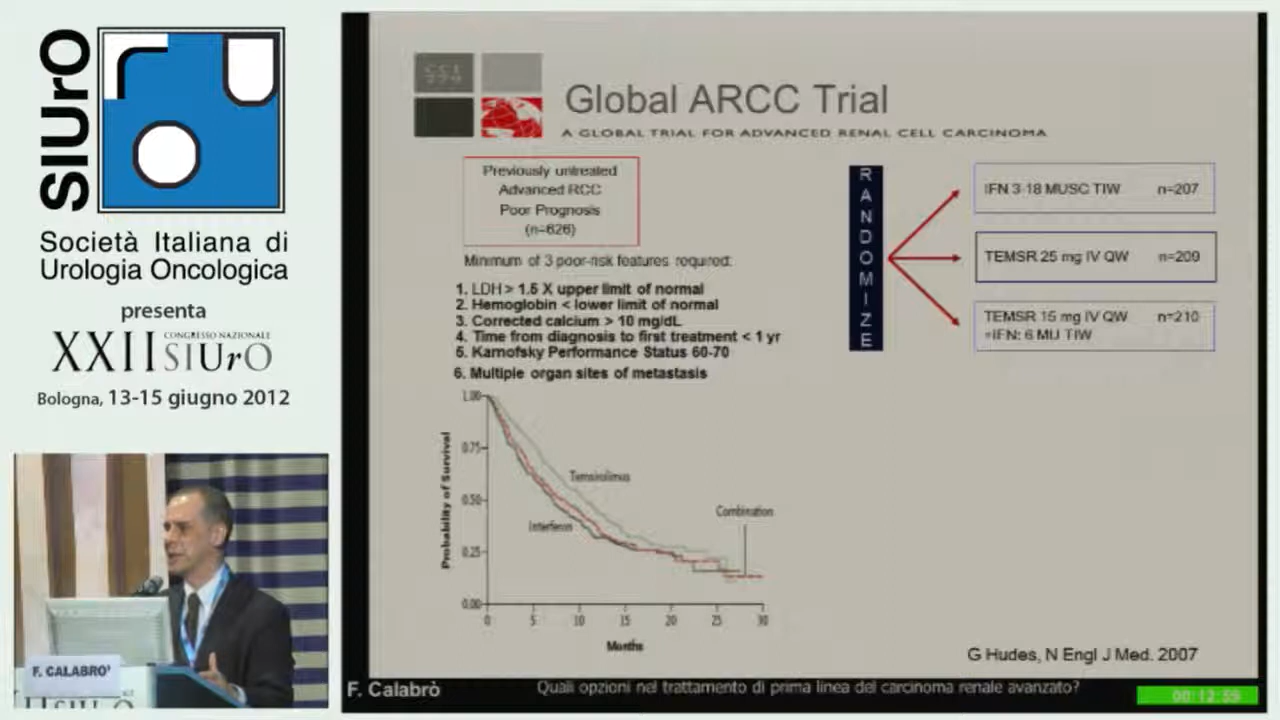 SIUrO
Società Italiana di
Urologia Oncologica
presenta
XXII CONGRESSO NAZIONALE
SIUrO
Bologna, 13-15 giugno 2012
F. CALABRO'
CCI
779
Global ARCC Trial
A GLOBAL TRIAL FOR ADVANCED RENAL CELL CARCINOMA
Previously untreated
Advanced RCC
Poor Prognosis
(n=626)
Minimum of 3 poor-risk features required:
1. LDH > 1.5 X upper limit of normal
2. Hemoglobin < lower limit of normal
3. Corrected calcium > 10 mg/dL
4. Time from diagnosis to first treatment < 1 yr
5. Karnofsky Performance Status 60-70
6. Multiple organ sites of metastasis
RANDOMIZE
IFN 3-18 MUSC TIW n=207
TEMSR 25 mg IV QW n=209
TEMSR 15 mg IV QW n=210
+IFN: 6 MU TIW
Probability of Survival
1.00
0.75
0.50
0.25
0.00
Temsirolimus
Interferon
Combination
0 5 10 15 20 25 30
Months
G Hudes, N Engl J Med. 2007
F. Calabrò
Quali opzioni nel trattamento di prima linea del carcinoma renale avanzato?
00:12:59